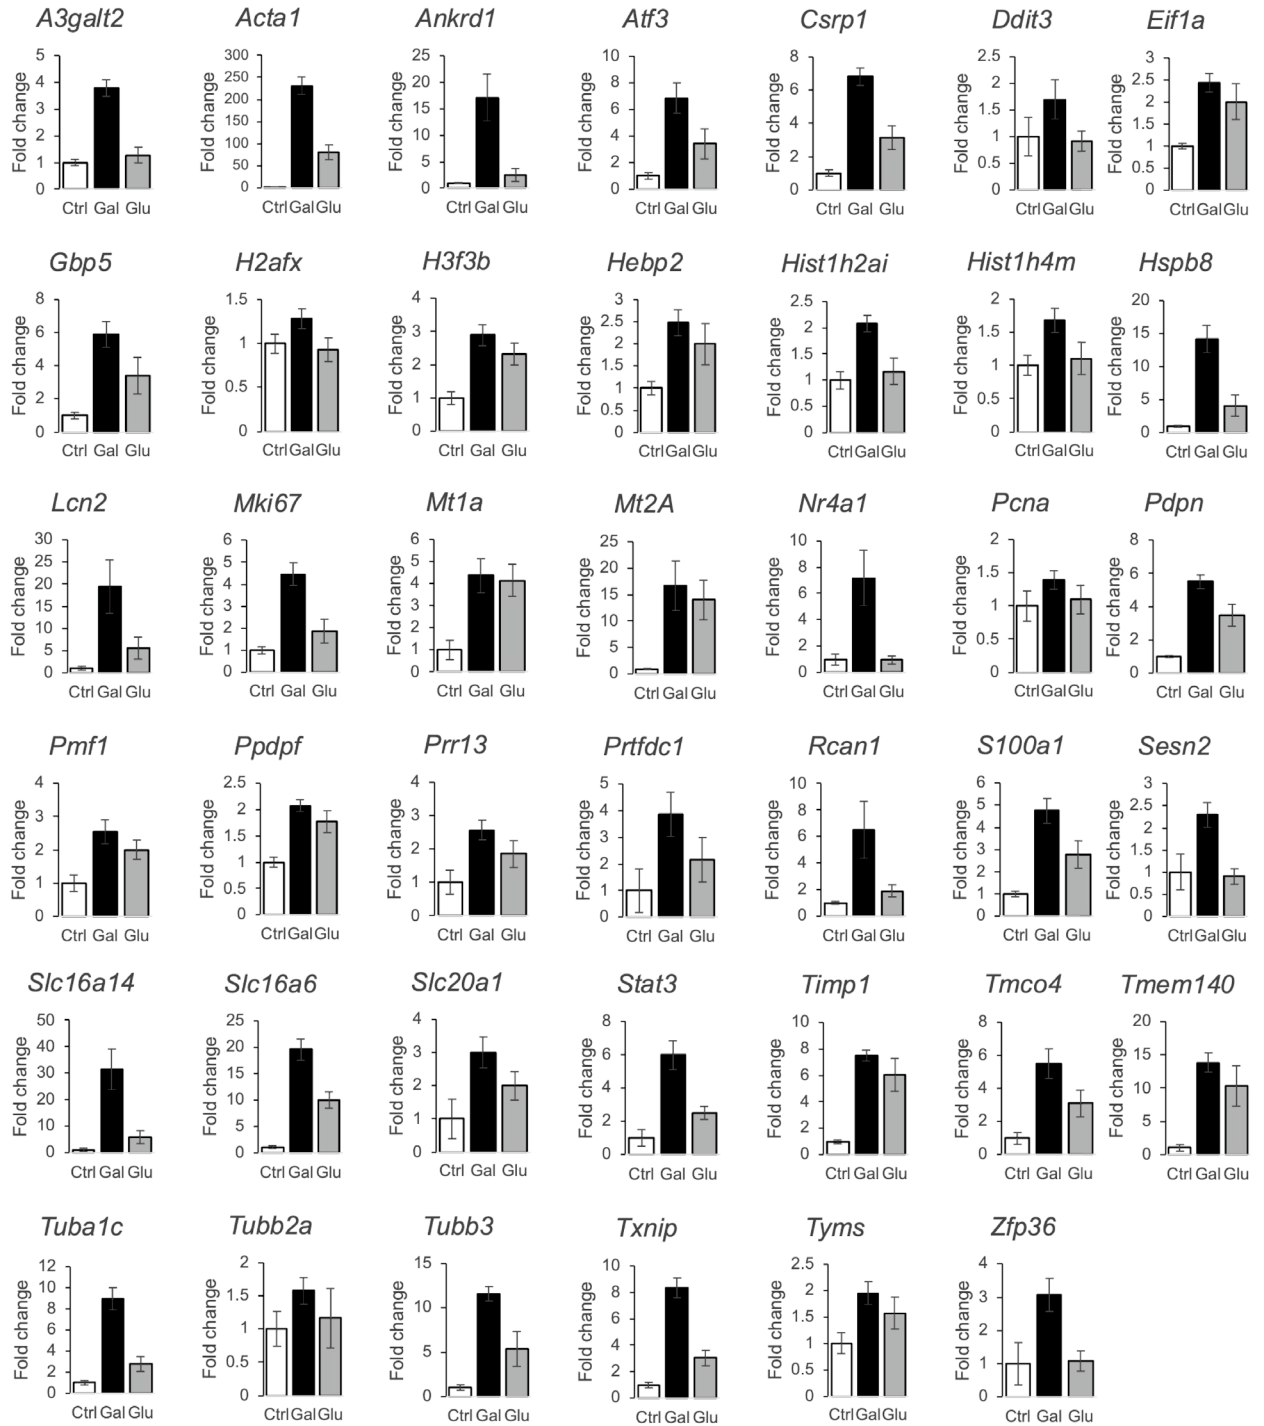 A3galt2 Acta1 Ankrd1 Atf3 Csrp1 Ddit3 Eif1a
Fold change 5 4 3 2 1 0 Ctrl Gal Glu
Fold change 300 250 200 150 100 50 0 Ctrl Gal Glu
Fold change 25 20 15 10 5 0 Ctrl Gal Glu
Fold change 10 8 6 4 2 0 Ctrl Gal Glu
Fold change 8 6 4 2 0 Ctrl Gal Glu
Fold change 2.5 2 1.5 1 0.5 0 Ctrl Gal Glu
Fold change 3 2.5 2 1.5 1 0.5 0 Ctrl Gal Glu
Gbp5 H2afx H3f3b Hebp2 Hist1h2ai Hist1h4m Hspb8
Fold change 8 6 4 2 0 Ctrl Gal Glu
Fold change 1.5 1 0.5 0 Ctrl Gal Glu
Fold change 4 3 2 1 0 Ctrl Gal Glu
Fold change 3 2.5 2 1.5 1 0.5 0 Ctrl Gal Glu
Fold change 2.5 2 1.5 1 0.5 0 Ctrl Gal Glu
Fold change 2 1.5 1 0.5 0 Ctrl Gal Glu
Fold change 20 15 10 5 0 Ctrl Gal Glu
Lcn2 Mki67 Mt1a Mt2A Nr4a1 Pcna Pdpn
Fold change 30 25 20 15 10 5 0 Ctrl Gal Glu
Fold change 6 5 4 3 2 1 0 Ctrl Gal Glu
Fold change 6 5 4 3 2 1 0 Ctrl Gal Glu
Fold change 25 20 15 10 5 0 Ctrl Gal Glu
Fold change 10 8 6 4 2 0 Ctrl Gal Glu
Fold change 2 1.5 1 0.5 0 Ctrl Gal Glu
Fold change 8 6 4 2 0 Ctrl Gal Glu
Pmf1 Ppdpf Prr13 Prtfdc1 Rcan1 S100a1 Sesn2
Fold change 4 3 2 1 0 Ctrl Gal Glu
Fold change 2.5 2 1.5 1 0.5 0 Ctrl Gal Glu
Fold change 4 3 2 1 0 Ctrl Gal Glu
Fold change 5 4 3 2 1 0 Ctrl Gal Glu
Fold change 10 8 6 4 2 0 Ctrl Gal Glu
Fold change 6 5 4 3 2 1 0 Ctrl Gal Glu
Fold change 3 2.5 2 1.5 1 0.5 0 Ctrl Gal Glu
Slc16a14 Slc16a6 Slc20a1 Stat3 Timp1 Tmco4 Tmem140
Fold change 50 40 30 20 10 0 Ctrl Gal Glu
Fold change 25 20 15 10 5 0 Ctrl Gal Glu
Fold change 4 3 2 1 0 Ctrl Gal Glu
Fold change 8 6 4 2 0 Ctrl Gal Glu
Fold change 10 8 6 4 2 0 Ctrl Gal Glu
Fold change 8 6 4 2 0 Ctrl Gal Glu
Fold change 20 15 10 5 0 Ctrl Gal Glu
Tuba1c Tubb2a Tubb3 Txnip Tyms Zfp36
Fold change 12 10 8 6 4 2 0 Ctrl Gal Glu
Fold change 2 1.5 1 0.5 0 Ctrl Gal Glu
Fold change 15 10 5 0 Ctrl Gal Glu
Fold change 10 8 6 4 2 0 Ctrl Gal Glu
Fold change 2.5 2 1.5 1 0.5 0 Ctrl Gal Glu
Fold change 4 3 2 1 0 Ctrl Gal Glu